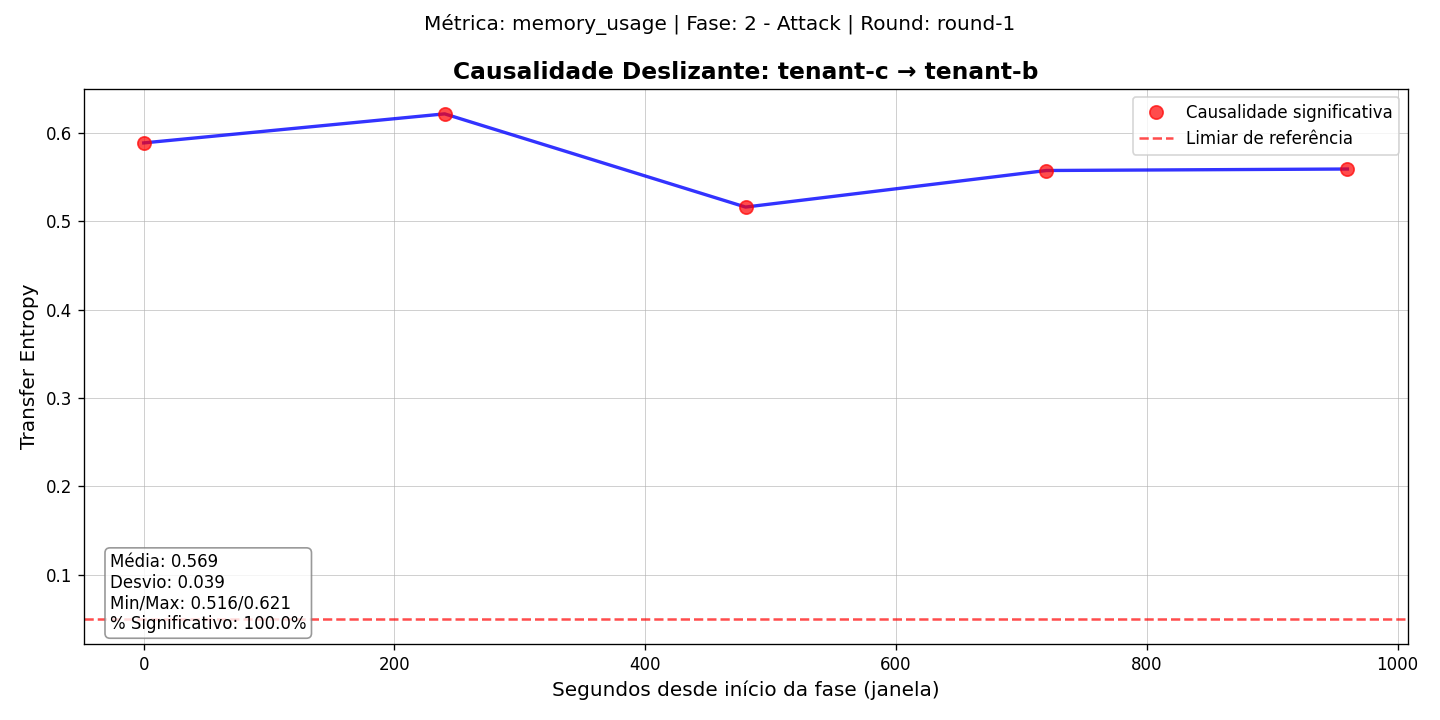 Métrica: memory_usage | Fase: 2 - Attack | Round: round-1
Causalidade Deslizante: tenant-c → tenant-b
Causalidade significativa
Limiar de referência
Transfer Entropy
0.6
0.5
0.4
0.3
0.2
0.1
Média: 0.569
Desvio: 0.039
Min/Max: 0.516/0.621
% Significativo: 100.0%
0 200 400 600 800 1000
Segundos desde início da fase (janela)